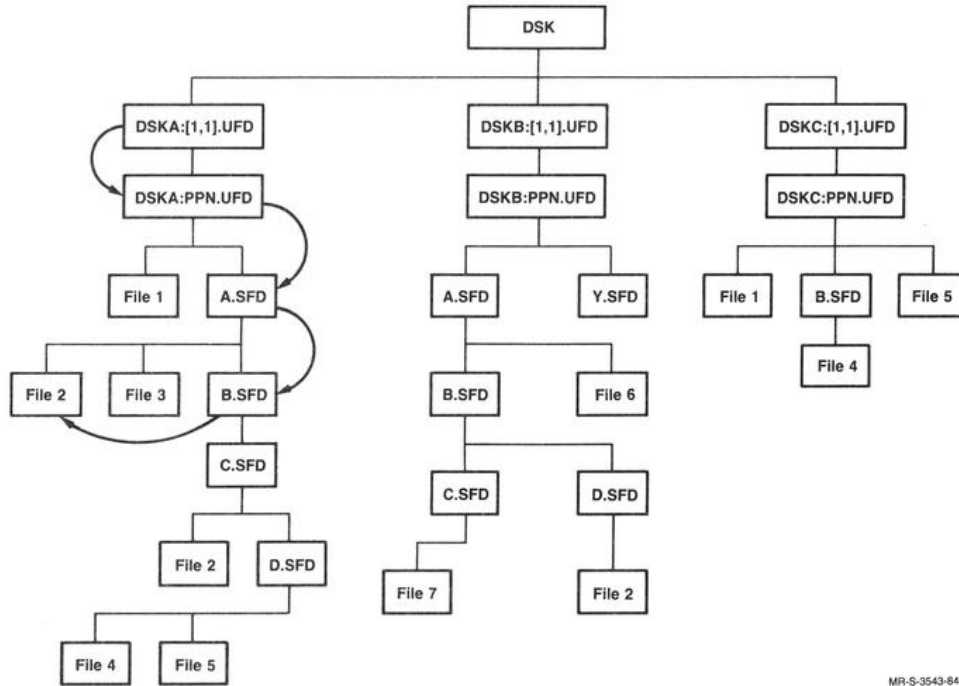 DSK
DSKA:[1,1].UFD
DSKB:[1,1].UFD
DSKC:[1,1].UFD
DSKA:PPN.UFD
DSKB:PPN.UFD
DSKC:PPN.UFD
File 1
A.SFD
A.SFD
Y.SFD
File 1
B.SFD
File 5
File 4
File 2
File 3
B.SFD
B.SFD
File 6
C.SFD
C.SFD
D.SFD
File 2
D.SFD
File 7
File 2
File 4
File 5
MR-S-3543-84